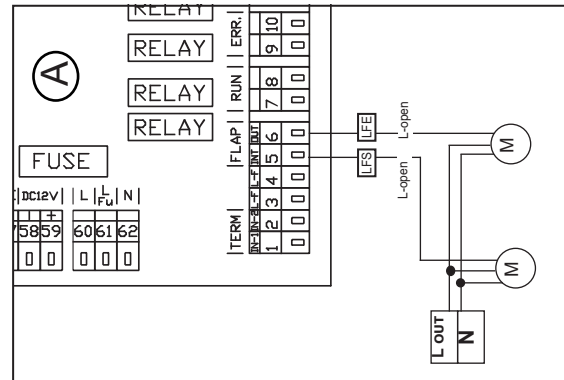 RELAY
RELAY
RELAY
RELAY
A
FUSE
DC12V L L Fu N
- +
58 59 60 61 62
ERR.
10
9
RUN
8
7
FLAP
OUT 6
INT 5
L-F 4
L-F 3
TERM
IN-2 2
IN-1 1
LFE
L-open
LFS
L-open
M
M
L OUT
N